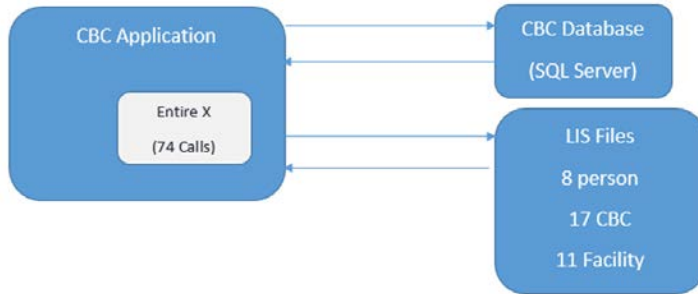 CBC Application
Entire X
(74 Calls)
CBC Database
(SQL Server)
LIS Files
8 person
17 CBC
11 Facility